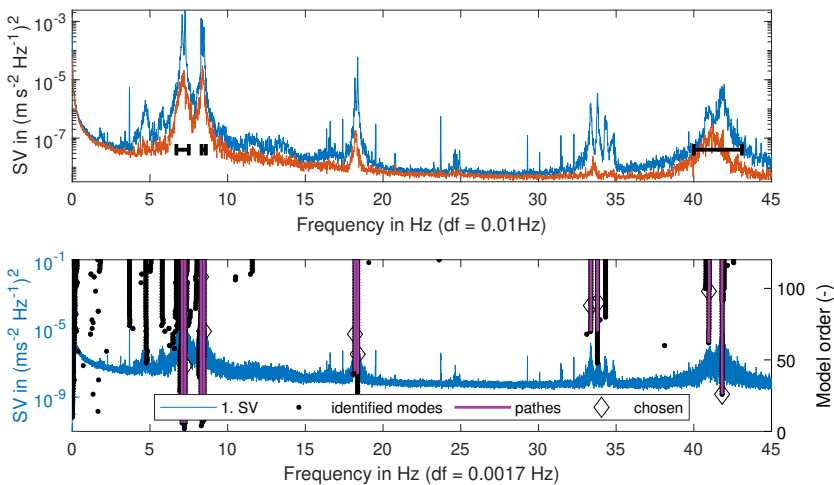 SV in (m s⁻² Hz⁻¹)²
10⁻³
10⁻⁵
10⁻⁷
0 5 10 15 20 25 30 35 40 45
Frequency in Hz (df = 0.01Hz)
SV in (ms⁻² Hz⁻¹)²
10⁻¹
10⁻⁵
10⁻⁹
1. SV identified modes pathes chosen
0 5 10 15 20 25 30 35 40 45
Frequency in Hz (df = 0.0017 Hz)
100
50
0
Model order (-)